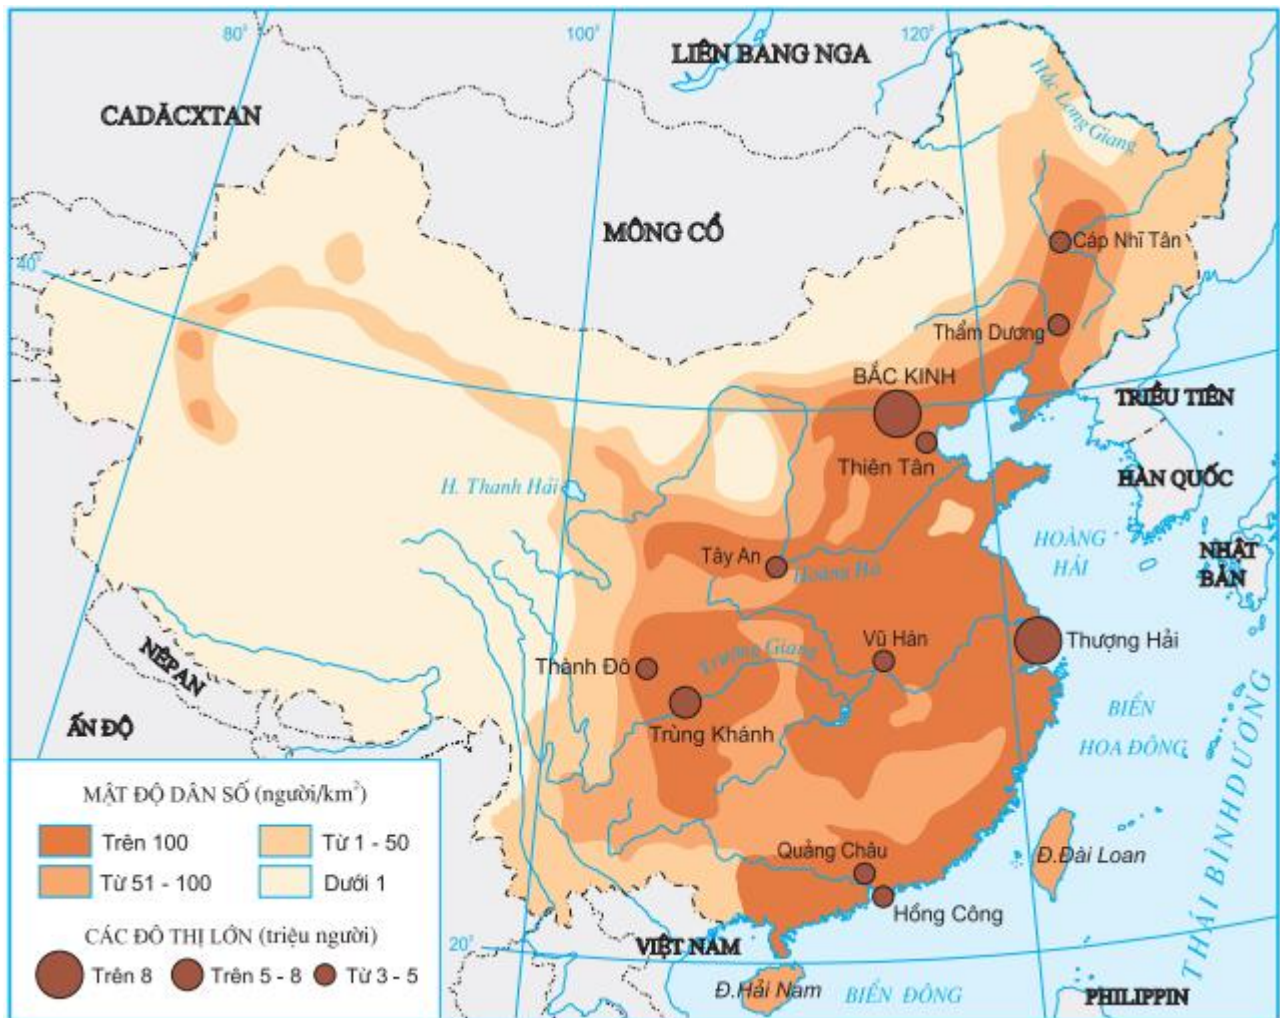 80°
100°
120°
LIÊN BANG NGA
CADĂCXTAN
Hắc Long Giang
MÔNG CỔ
Cáp Nhĩ Tân
40°
Thẩm Dương
BẮC KINH
TRIỀU TIÊN
Thiên Tân
HÀN QUỐC
H. Thanh Hải
HOÀNG
HẢI
NHẬT
BẢN
Tây An
Hoàng Hà
Vũ Hán
Thượng Hải
Trường Giang
Thành Đô
NÊPAN
Trùng Khánh
ẤN ĐỘ
BIỂN
HOA ĐÔNG
THÁI BÌNH DƯƠNG
MẬT ĐỘ DÂN SỐ (người/km²)
Trên 100
Từ 1 - 50
Từ 51 - 100
Dưới 1
Quảng Châu
Đ.Đài Loan
Hồng Công
CÁC ĐÔ THỊ LỚN (triệu người)
Trên 8
Trên 5 - 8
Từ 3 - 5
20°
VIỆT NAM
Đ.Hải Nam
BIỂN ĐÔNG
PHILIPPIN